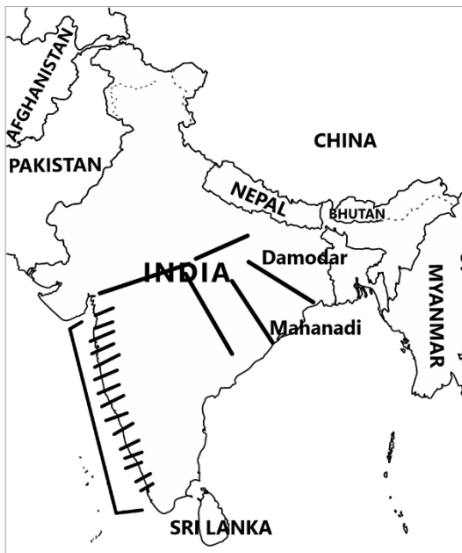 AFGHANISTAN
CHINA
PAKISTAN
NEPAL
BHUTAN
INDIA
Damodar
MYANMAR
Mahanadi
SRI LANKA